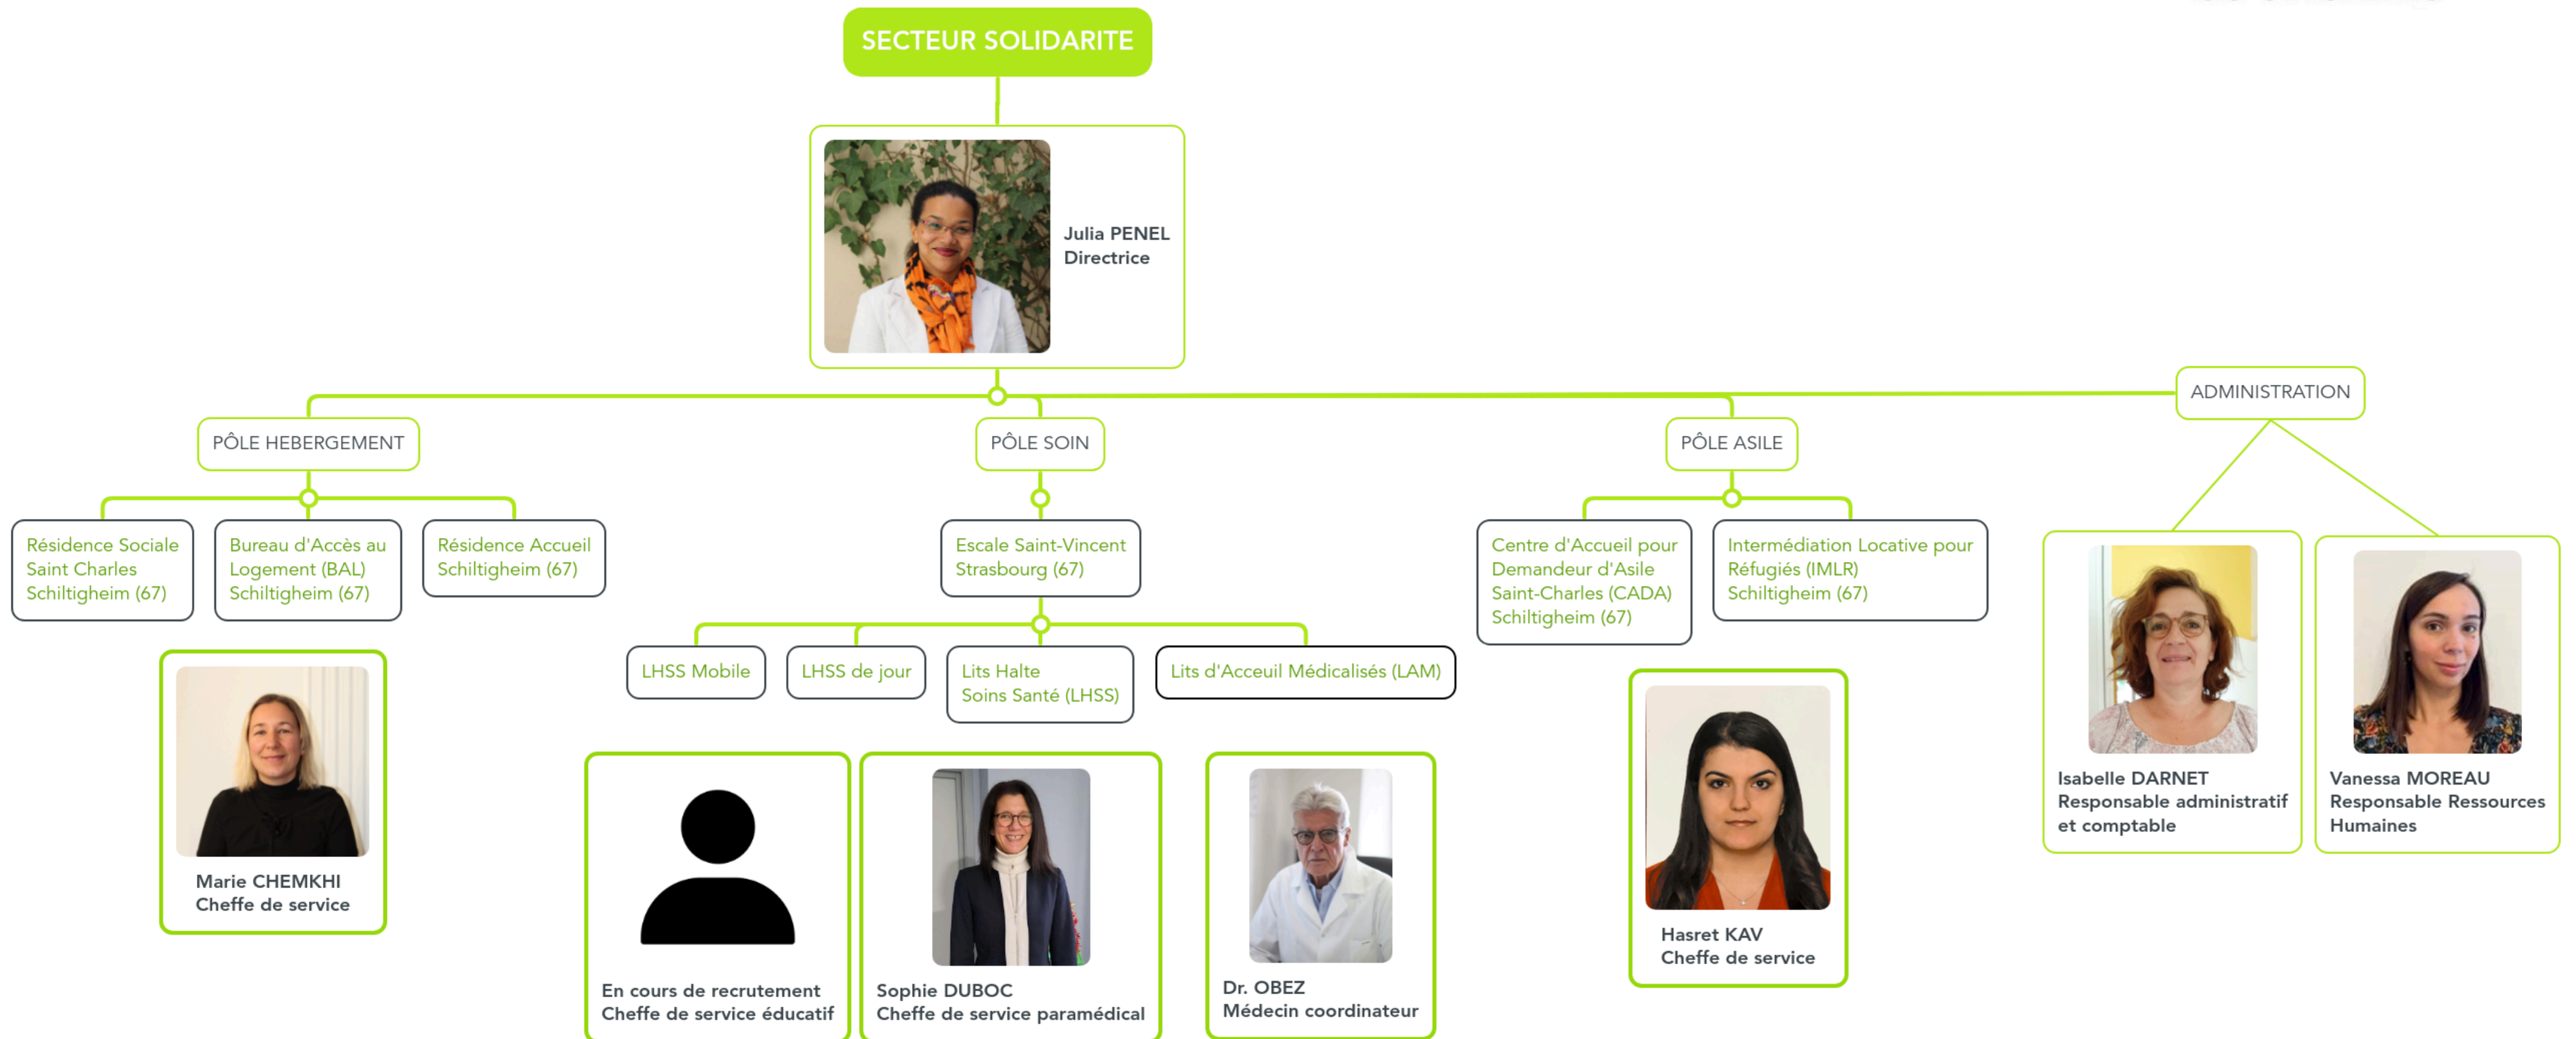 SECTEUR SOLIDARITE
Julia PENEL
Directrice
ADMINISTRATION
PÔLE HEBERGEMENT
PÔLE SOIN
PÔLE ASILE
Résidence Sociale
Saint Charles
Schiltigheim (67)
Bureau d'Accès au
Logement (BAL)
Schiltigheim (67)
Résidence Accueil
Schiltigheim (67)
Escale Saint-Vincent
Strasbourg (67)
Centre d'Accueil pour
Demandeur d'Asile
Saint-Charles (CADA)
Schiltigheim (67)
Intermédiation Locative pour
Réfugiés (IMLR)
Schiltigheim (67)
LHSS Mobile
LHSS de jour
Lits Halte
Soins Santé (LHSS)
Lits d'Acceuil Médicalisés (LAM)
Marie CHEMKHI
Cheffe de service
En cours de recrutement
Cheffe de service éducatif
Sophie DUBOC
Cheffe de service paramédical
Dr. OBEZ
Médecin coordinateur
Hasret KAV
Cheffe de service
Isabelle DARNET
Responsable administratif
et comptable
Vanessa MOREAU
Responsable Ressources
Humaines